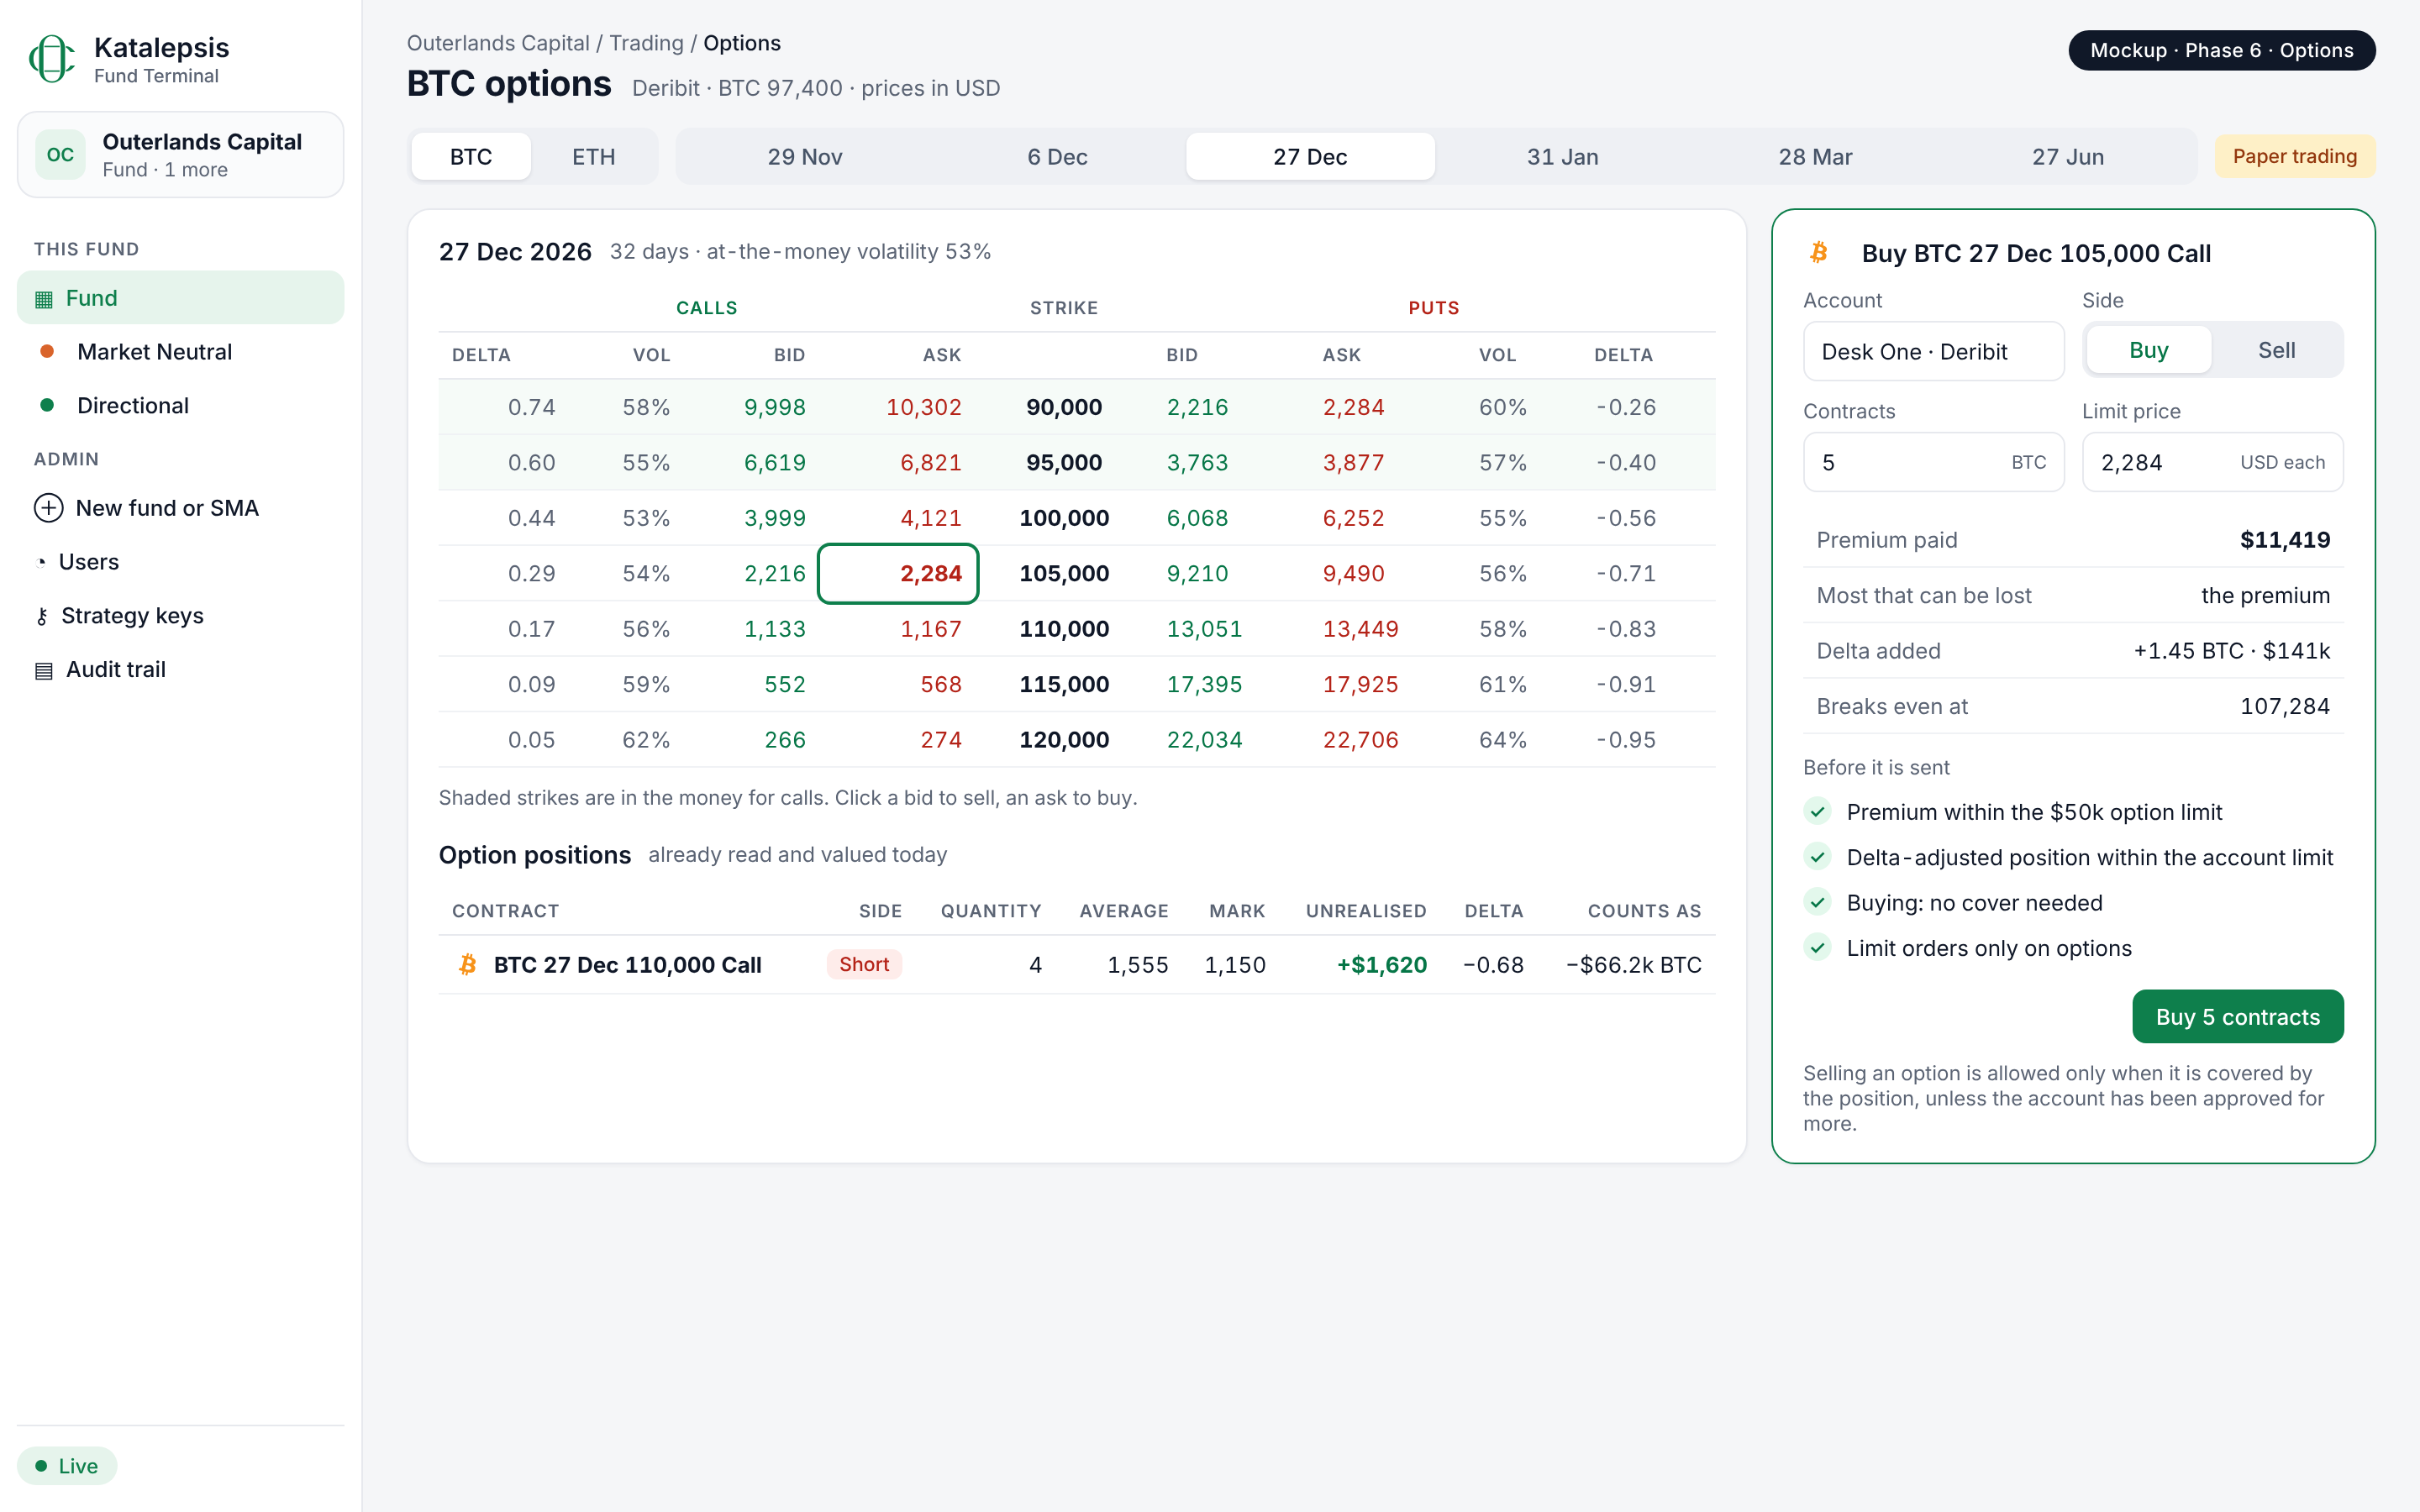 Katalepsis
Fund Terminal
OC
Outerlands Capital
Fund · 1 more
THIS FUND
Fund
Market Neutral
Directional
ADMIN
New fund or SMA
Users
Strategy keys
Audit trail
Live
Outerlands Capital / Trading / Options
BTC options Deribit · BTC 97,400 · prices in USD
Mockup · Phase 6 · Options
BTC ETH 29 Nov 6 Dec 27 Dec 31 Jan 28 Mar 27 Jun Paper trading
27 Dec 2026 32 days · at-the-money volatility 53%
CALLS STRIKE PUTS
DELTA VOL BID ASK BID ASK VOL DELTA
0.74 58% 9,998 10,302 90,000 2,216 2,284 60% -0.26
0.60 55% 6,619 6,821 95,000 3,763 3,877 57% -0.40
0.44 53% 3,999 4,121 100,000 6,068 6,252 55% -0.56
0.29 54% 2,216 2,284 105,000 9,210 9,490 56% -0.71
0.17 56% 1,133 1,167 110,000 13,051 13,449 58% -0.83
0.09 59% 552 568 115,000 17,395 17,925 61% -0.91
0.05 62% 266 274 120,000 22,034 22,706 64% -0.95
Shaded strikes are in the money for calls. Click a bid to sell, an ask to buy.
Option positions already read and valued today
CONTRACT SIDE QUANTITY AVERAGE MARK UNREALISED DELTA COUNTS AS
BTC 27 Dec 110,000 Call Short 4 1,555 1,150 +$1,620 −0.68 −$66.2k BTC
Buy BTC 27 Dec 105,000 Call
Account Side
Desk One · Deribit Buy Sell
Contracts Limit price
5 BTC 2,284 USD each
Premium paid $11,419
Most that can be lost the premium
Delta added +1.45 BTC · $141k
Breaks even at 107,284
Before it is sent
Premium within the $50k option limit
Delta-adjusted position within the account limit
Buying: no cover needed
Limit orders only on options
Buy 5 contracts
Selling an option is allowed only when it is covered by
the position, unless the account has been approved for
more.